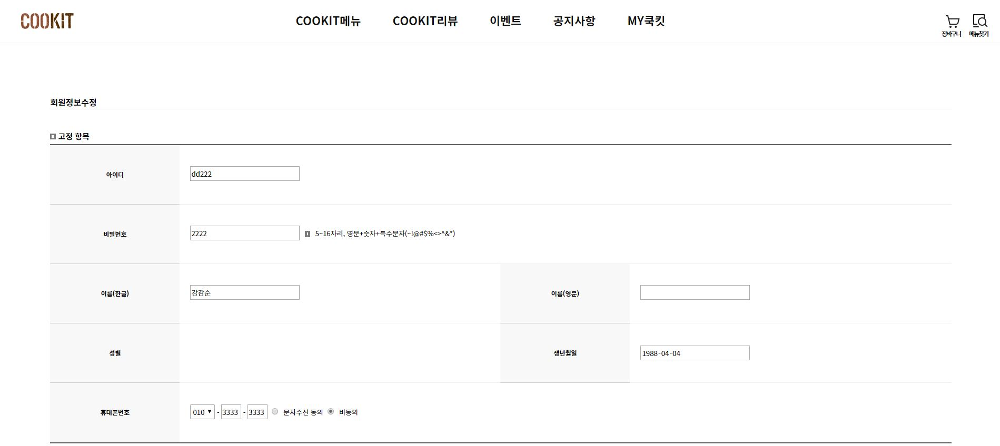 COOKIT
COOKIT메뉴 COOKIT리뷰 이벤트 공지사항 MY쿡킷
장바구니 메뉴찾기
회원정보수정
고정 항목
아이디 dd222
비밀번호 2222 5~16자리, 영문+숫자+특수문자(~!@#$%<>^&*)
이름(한글) 강감순 이름(영문)
성별 생년월일 1988-04-04
휴대폰번호 010 - 3333 - 3333 문자수신 동의 비동의